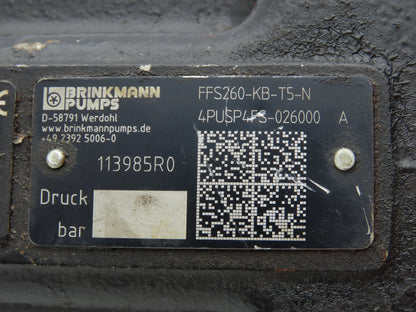 BRINKMANN
PUMPS
D-58791 Werdohl
www.brinkmannpumps.de
+49 2392 5006-0
113985R0
Druck
bar
FFS260-KB-T5-N
4PUSP4FS-026000 A